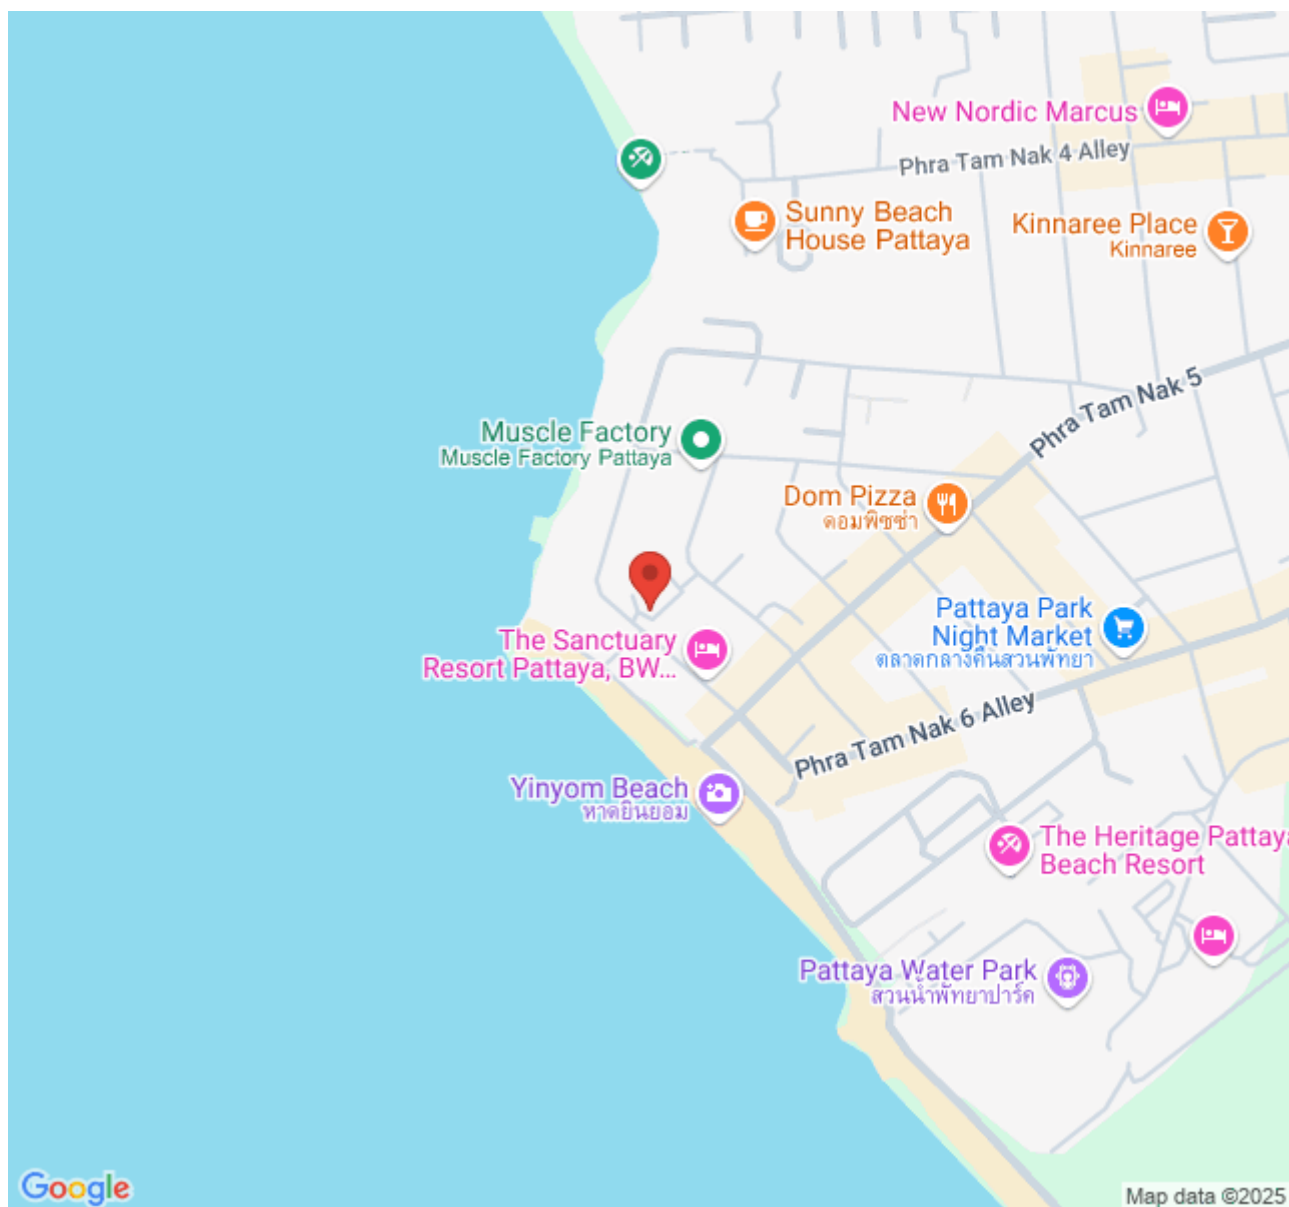 New Nordic Marcus
Phra Tam Nak 4 Alley
Sunny Beach
House Pattaya
Kinnaree Place
Kinnaree
Phra Tam Nak 5
Muscle Factory
Muscle Factory Pattaya
Dom Pizza
ดอมพิซซ่า
Pattaya Park
Night Market
ตลาดกลางคืนสวนพัทยา
The Sanctuary
Resort Pattaya, BW...
Phra Tam Nak 6 Alley
Yinyom Beach
หาดยินยอม
The Heritage Pattaya
Beach Resort
Pattaya Water Park
สวนน้ำพัทยาปาร์ค
Google
Map data ©2025